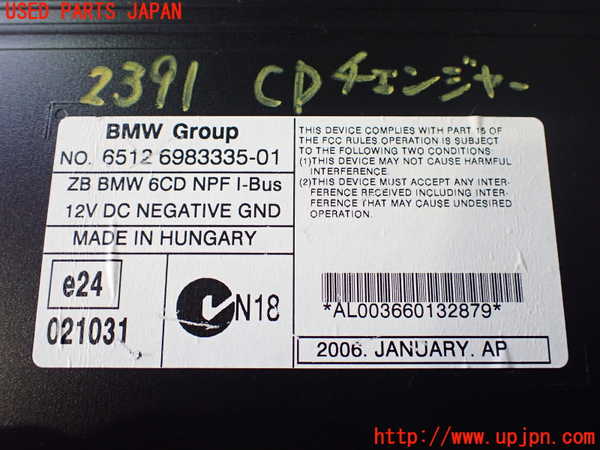 USED PARTS JAPAN
2391 CDチェンジャー
BMW Group
NO. 6512 6983335-01
ZB BMW 6CD NPF I-Bus
12V DC NEGATIVE GND
MADE IN HUNGARY
e24
021031
N18
THIS DEVICE COMPLIES WITH PART 15 OF
THE FCC RULES OPERATION IS SUBJECT
TO THE FOLLOWING TWO CONDITIONS:
(1)THIS DEVICE MAY NOT CAUSE HARMFUL
INTERFERENCE.
(2)THIS DEVICE MUST ACCEPT ANY INTER-
FERENCE RECEIVED INCLUDING INTER-
FERENCE THAT MAY CAUSE UNDESIRED
OPERATION.
*AL003660132879*
2006. JANUARY. AP
http://www.upjpn.com/